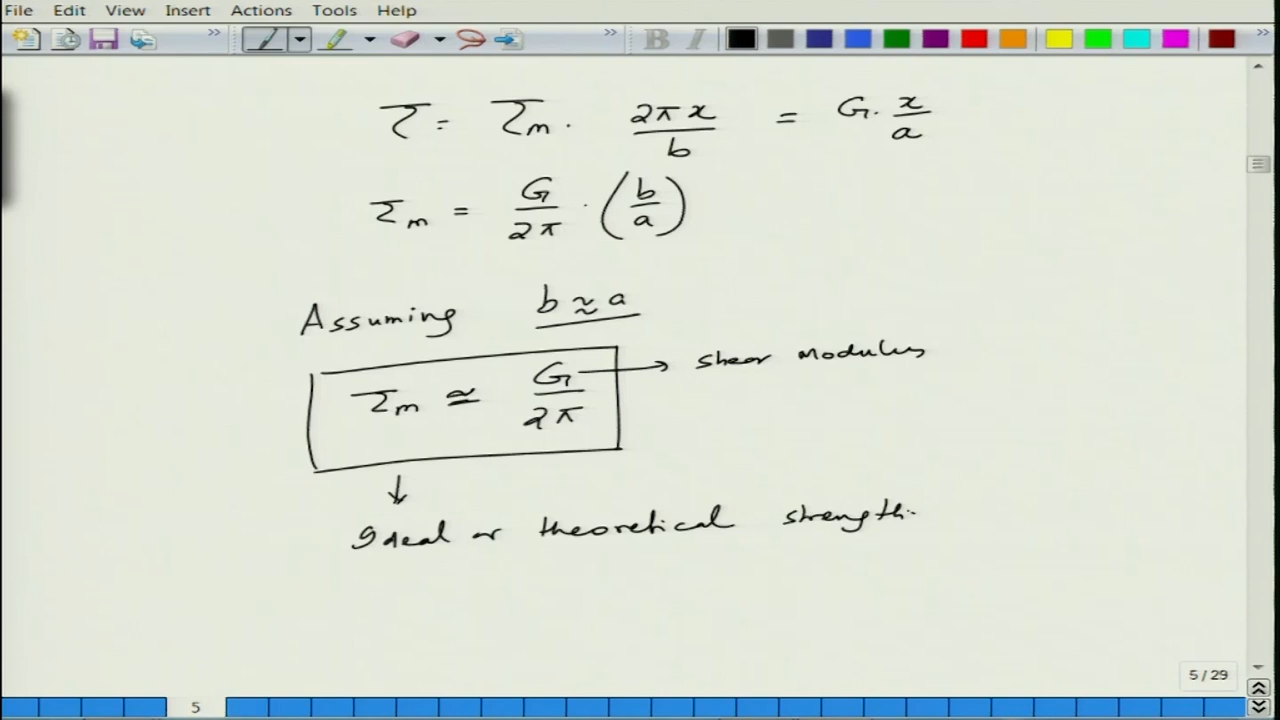 File Edit View Insert Actions Tools Help
τ = τm · 2πx/b = G · x/a
τm = G/2π · (b/a)
Assuming b ≈ a
τm ≃ G/2π → shear modulus
↓
Ideal or theoretical strength.
5 / 29
5